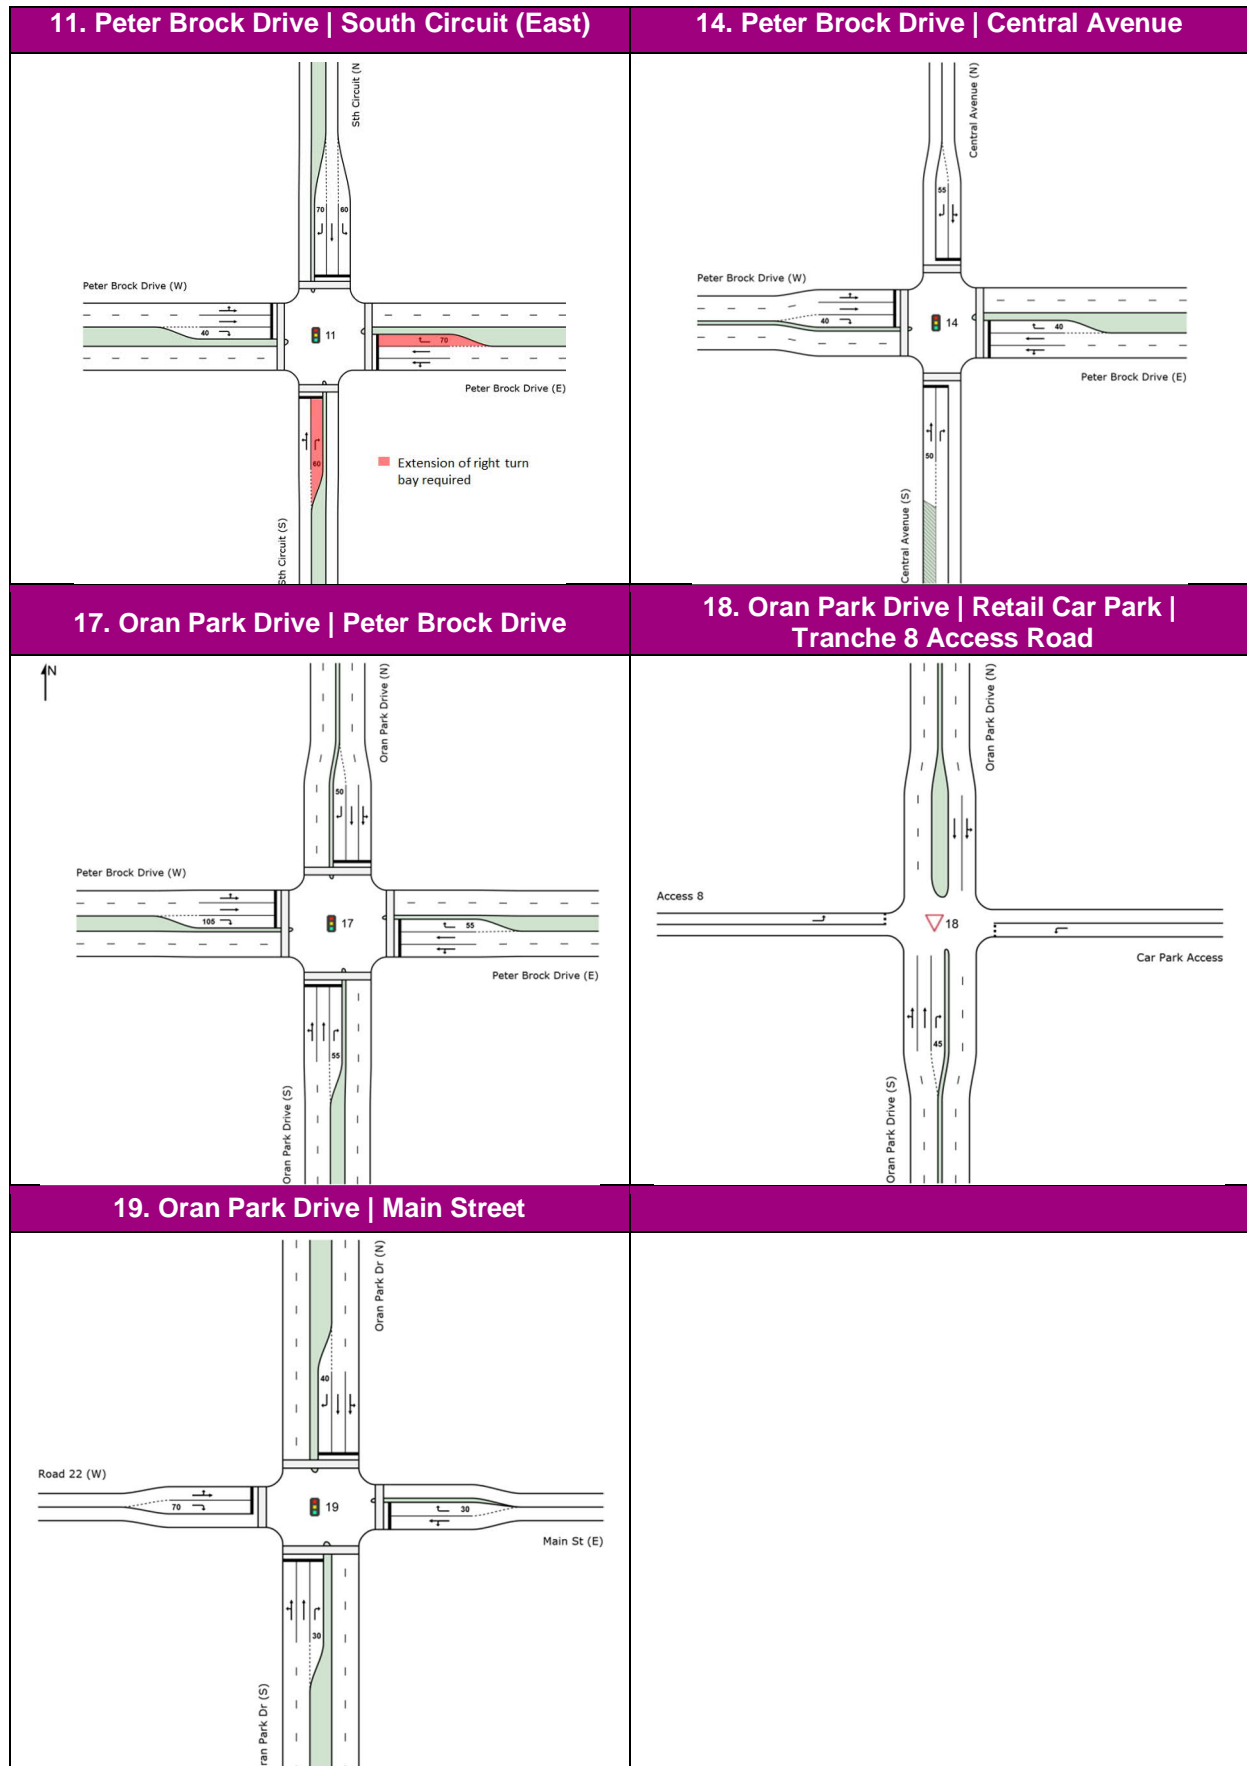 11. Peter Brock Drive | South Circuit (East)
Sth Circuit (N
70
60
Peter Brock Drive (W)
40
11
70
Peter Brock Drive (E)
60
Extension of right turn
bay required
Sth Circuit (S)
14. Peter Brock Drive | Central Avenue
Central Avenue (N)
55
Peter Brock Drive (W)
40
14
40
Peter Brock Drive (E)
50
Central Avenue (S)
17. Oran Park Drive | Peter Brock Drive
N
Oran Park Drive (N)
50
Peter Brock Drive (W)
105
17
55
Peter Brock Drive (E)
55
Oran Park Drive (S)
18. Oran Park Drive | Retail Car Park |
Tranche 8 Access Road
Oran Park Drive (N)
Access 8
18
Car Park Access
45
Oran Park Drive (S)
19. Oran Park Drive | Main Street
Oran Park Dr (N)
40
Road 22 (W)
70
19
30
Main St (E)
30
ran Park Dr (S)